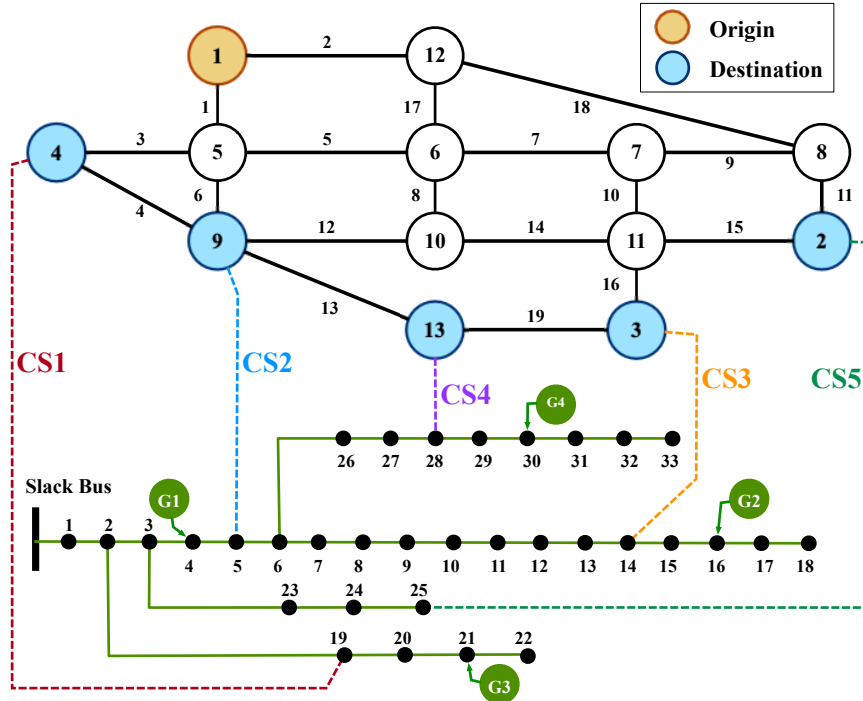 1 2 12 Origin
Destination
18
1 17
4 3 5 5 6 7 7 9 8
6 8 10 11
4
9 12 10 14 11 15 2
16
13 13 19 3
CS1 CS2 CS4 CS3 CS5
G4
26 27 28 29 30 31 32 33
Slack Bus
G1 G2
1 2 3
4 5 6 7 8 9 10 11 12 13 14 15 16 17 18
23 24 25
19 20 21 22
G3